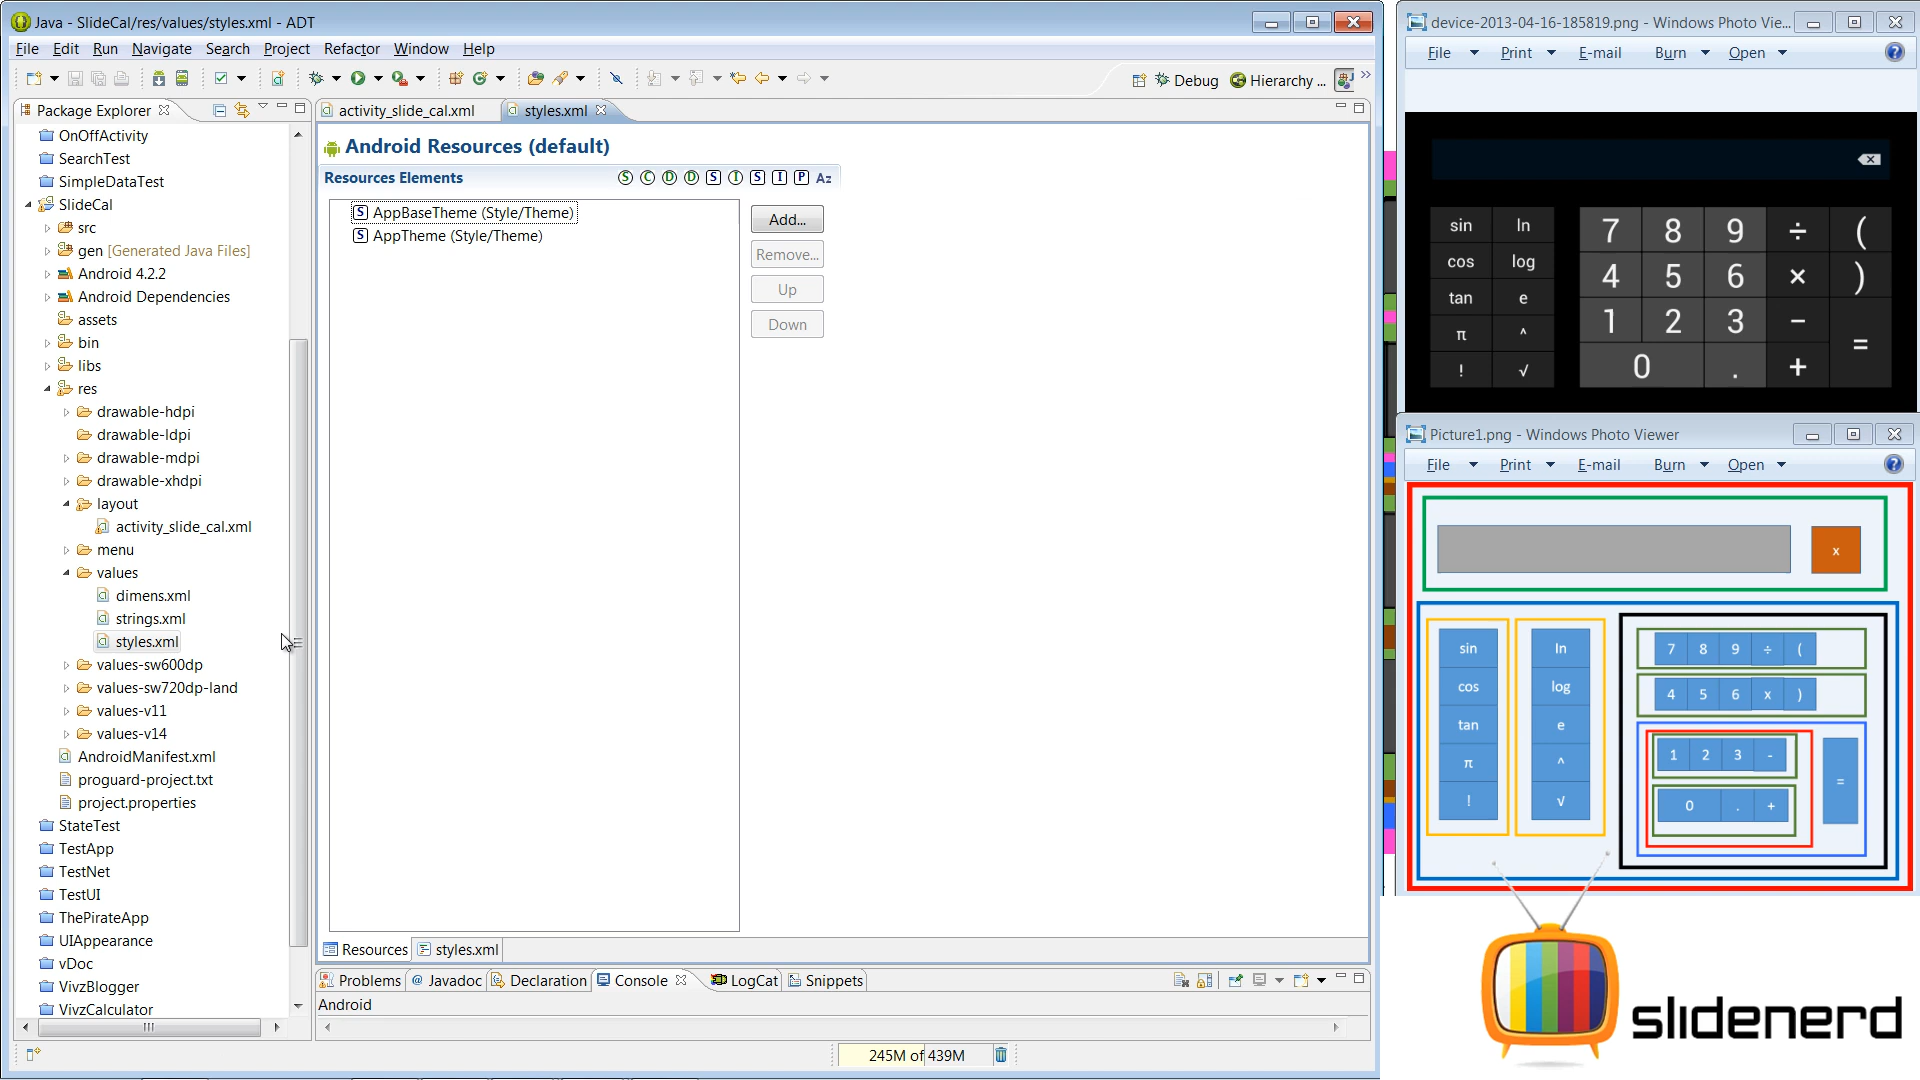 Java - SlideCal/res/values/styles.xml - ADT
File Edit Run Navigate Search Project Refactor Window Help
Debug Hierarchy ...
Package Explorer
OnOffActivity
SearchTest
SimpleDataTest
SlideCal
src
gen [Generated Java Files]
Android 4.2.2
Android Dependencies
assets
bin
libs
res
drawable-hdpi
drawable-ldpi
drawable-mdpi
drawable-xhdpi
layout
activity_slide_cal.xml
menu
values
dimens.xml
strings.xml
styles.xml
values-sw600dp
values-sw720dp-land
values-v11
values-v14
AndroidManifest.xml
proguard-project.txt
project.properties
StateTest
TestApp
TestNet
TestUI
ThePirateApp
UIAppearance
vDoc
VivzBlogger
VivzCalculator
activity_slide_cal.xml styles.xml
Android Resources (default)
Resources Elements S C D D S I S I P Az
S AppBaseTheme (Style/Theme)
S AppTheme (Style/Theme)
Add...
Remove...
Up
Down
Resources styles.xml
Problems @ Javadoc Declaration Console LogCat Snippets
Android
245M of 439M
device-2013-04-16-185819.png - Windows Photo Vie...
File Print E-mail Burn Open
sin ln 7 8 9 ÷ (
cos log 4 5 6 × )
tan e 1 2 3 −
π ^ =
! √ 0 . +
Picture1.png - Windows Photo Viewer
File Print E-mail Burn Open
x
sin ln 7 8 9 ÷ (
cos log 4 5 6 x )
tan e 1 2 3 -
π ^ =
! √ 0 . +
slidenerd